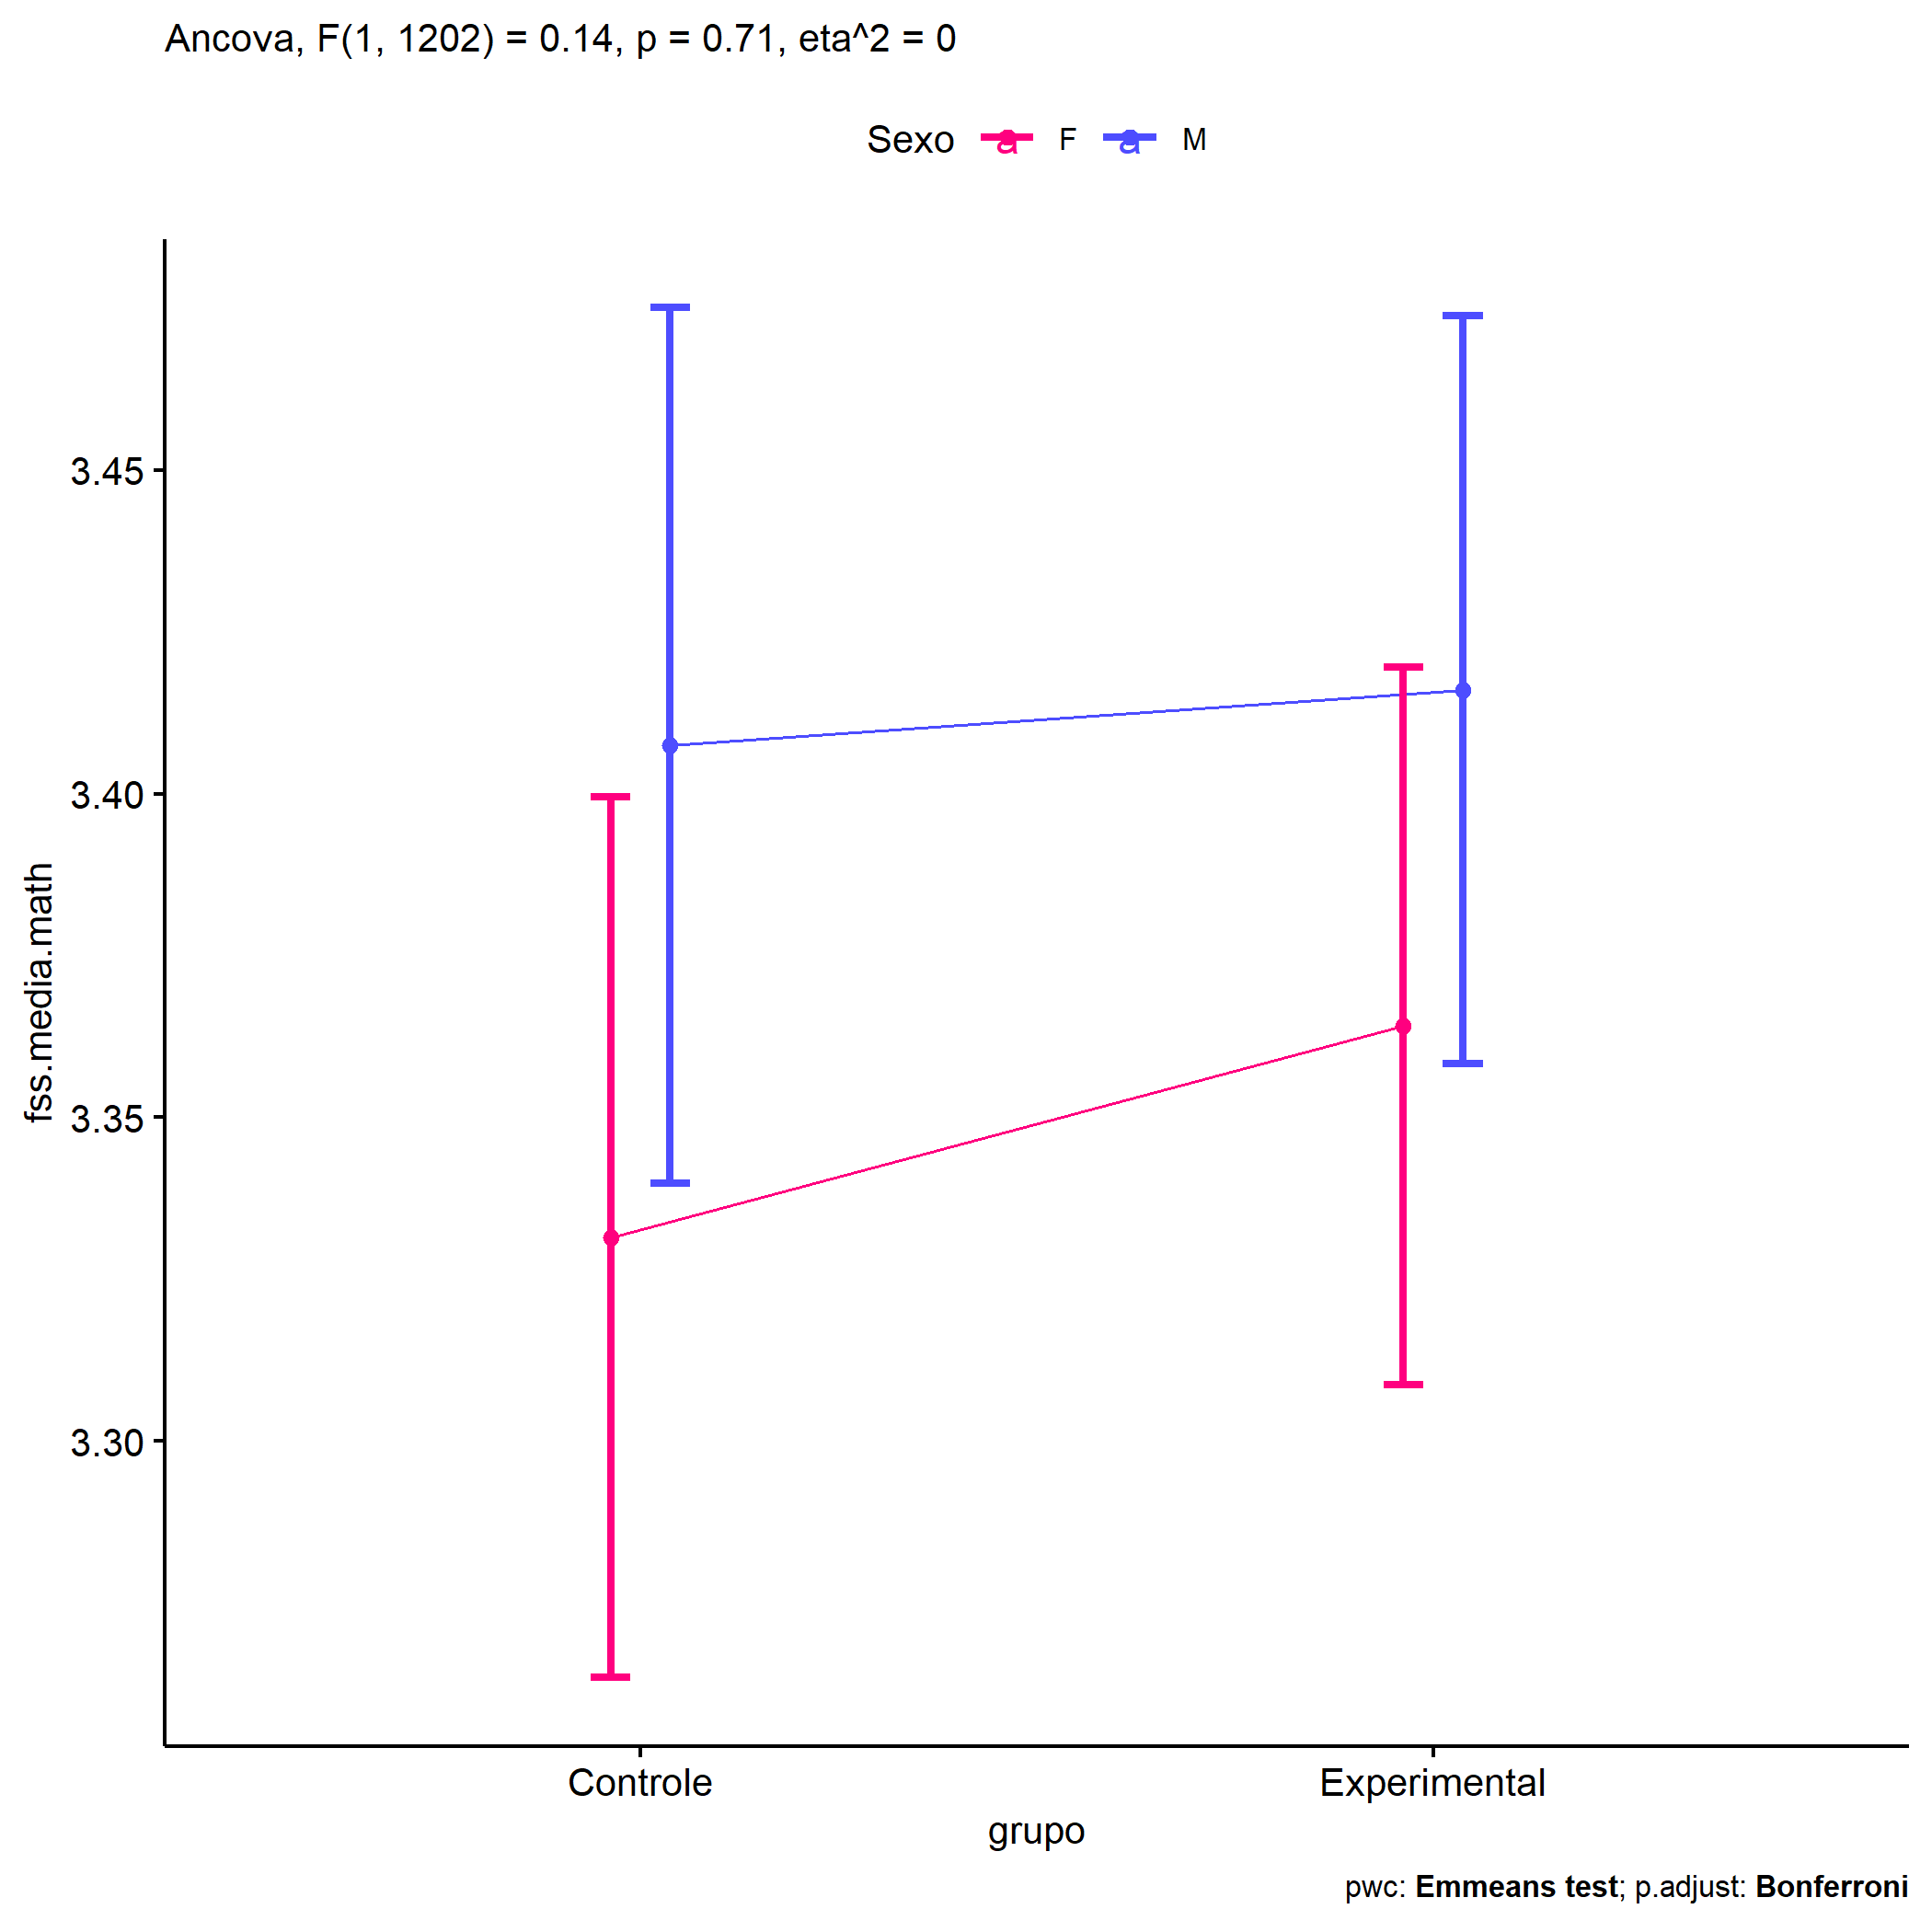 Ancova, F(1, 1202) = 0.14, p = 0.71, eta^2 = 0
Sexo a F a M
3.45
3.40
3.35
3.30
fss.media.math
Controle Experimental
grupo
pwc: Emmeans test; p.adjust: Bonferroni